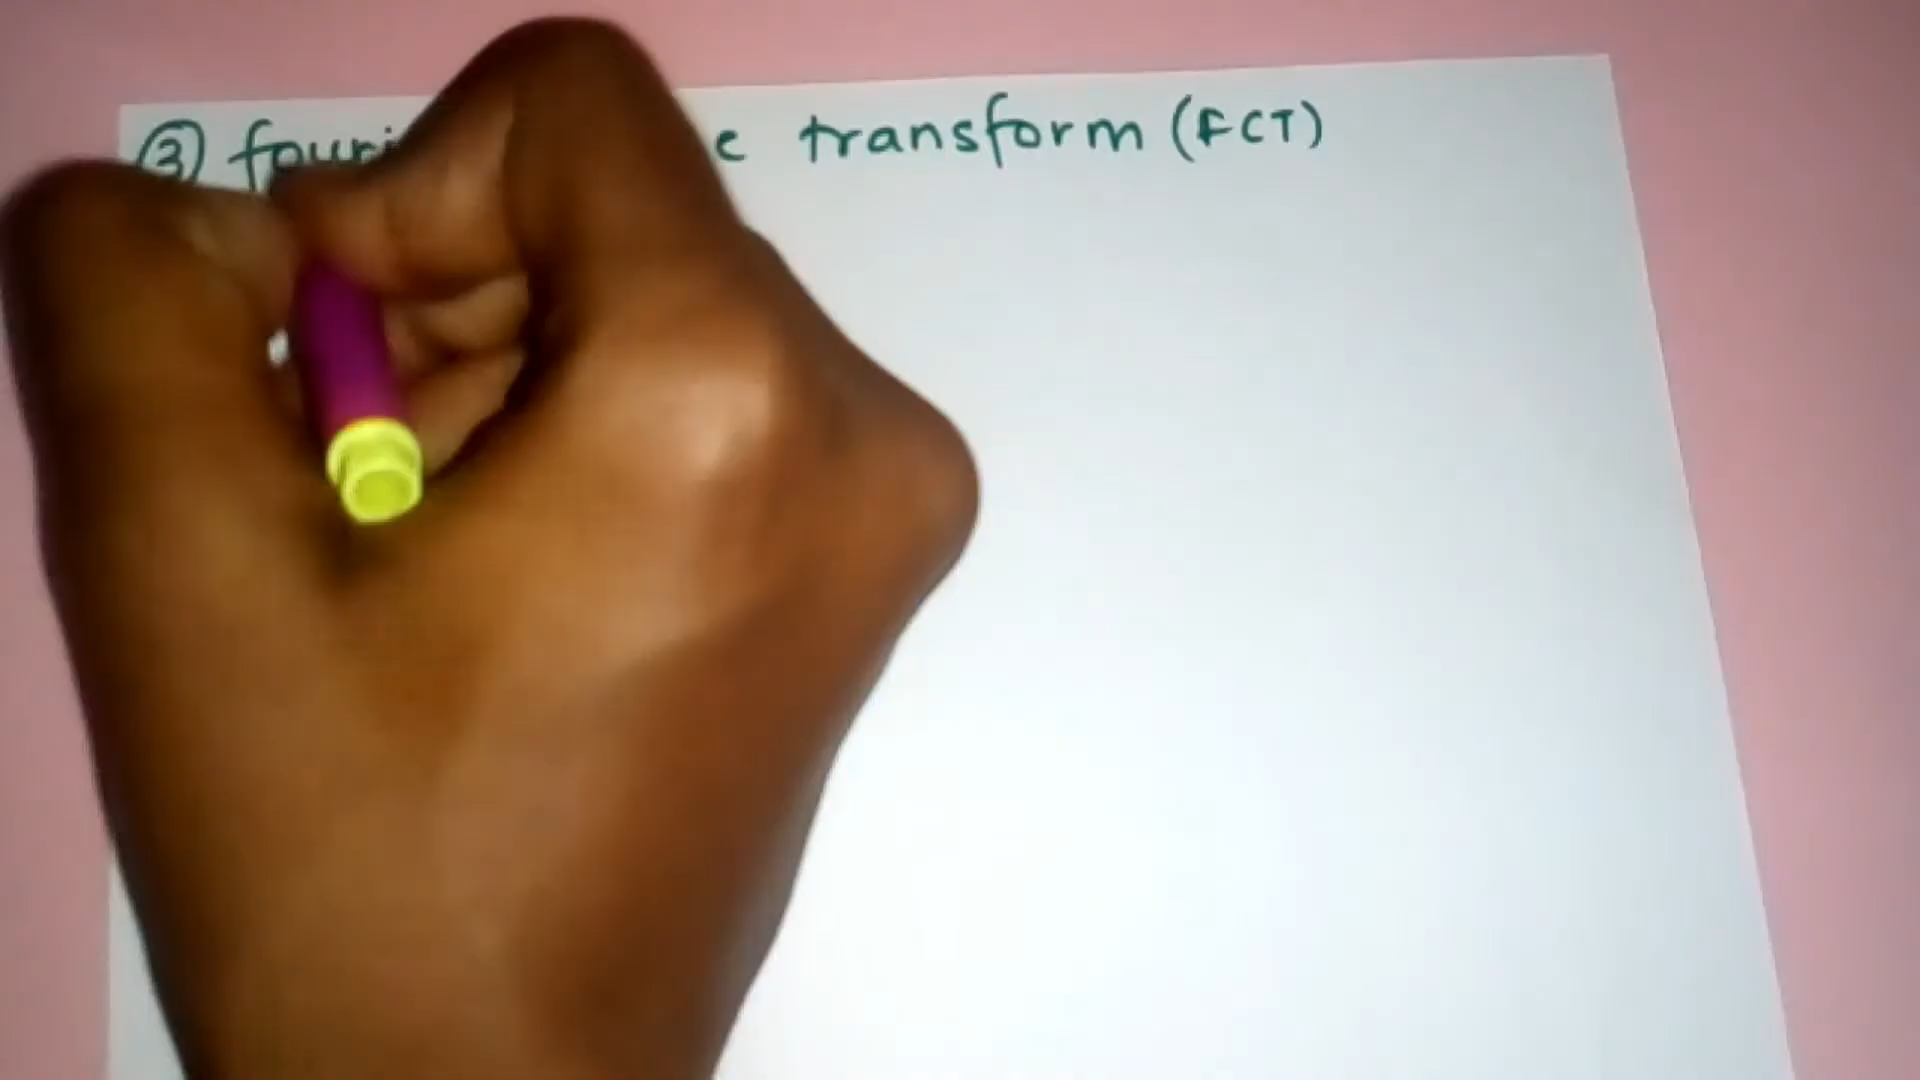 ③ fouri e transform (FCT)